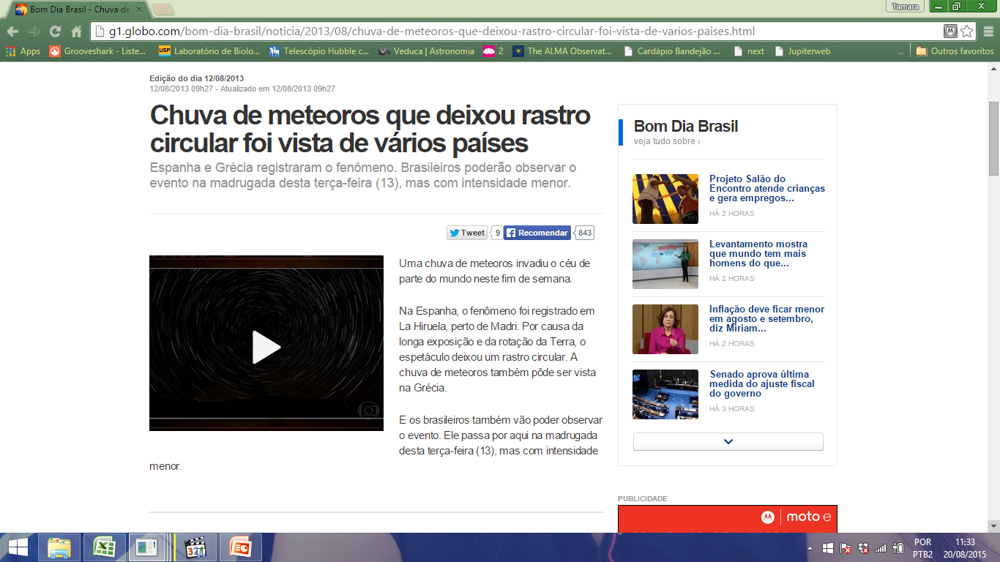 Bom Dia Brasil - Chuva de
Tamara
g1.globo.com/bom-dia-brasil/noticia/2013/08/chuva-de-meteoros-que-deixou-rastro-circular-foi-vista-de-varios-paises.html
Apps
Grooveshark - Liste...
USP
Laboratório de Biolo...
Telescópio Hubble c...
Veduca | Astronomia
2
The ALMA Observat...
Cardápio Bandejão ...
next
Jupiterweb
»
Outros favoritos
Edição do dia 12/08/2013
12/08/2013 09h27 - Atualizado em 12/08/2013 09h27
Chuva de meteoros que deixou rastro
circular foi vista de vários países
Espanha e Grécia registraram o fenômeno. Brasileiros poderão observar o
evento na madrugada desta terça-feira (13), mas com intensidade menor.
Tweet 9
Recomendar 843
Uma chuva de meteoros invadiu o céu de
parte do mundo neste fim de semana.
Na Espanha, o fenômeno foi registrado em
La Hiruela, perto de Madri. Por causa da
longa exposição e da rotação da Terra, o
espetáculo deixou um rastro circular. A
chuva de meteoros também pôde ser vista
na Grécia.
E os brasileiros também vão poder observar
o evento. Ele passa por aqui na madrugada
desta terça-feira (13), mas com intensidade
menor.
Bom Dia Brasil
veja tudo sobre ›
Projeto Salão do
Encontro atende crianças
e gera empregos...
HÁ 2 HORAS
Levantamento mostra
que mundo tem mais
homens do que...
HÁ 2 HORAS
Inflação deve ficar menor
em agosto e setembro,
diz Miriam...
HÁ 2 HORAS
Senado aprova última
medida do ajuste fiscal
do governo
HÁ 3 HORAS
PUBLICIDADE
moto e
321
POR
PTB2
11:33
20/08/2015